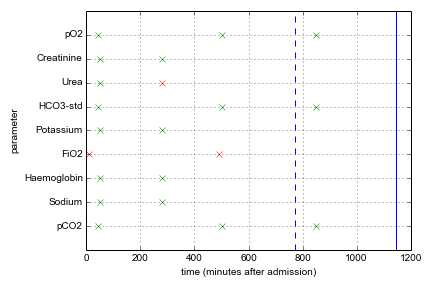 pO2
Creatinine
Urea
HCO3-std
Potassium
FiO2
Haemoglobin
Sodium
pCO2
parameter
0 200 400 600 800 1000 1200
time (minutes after admission)